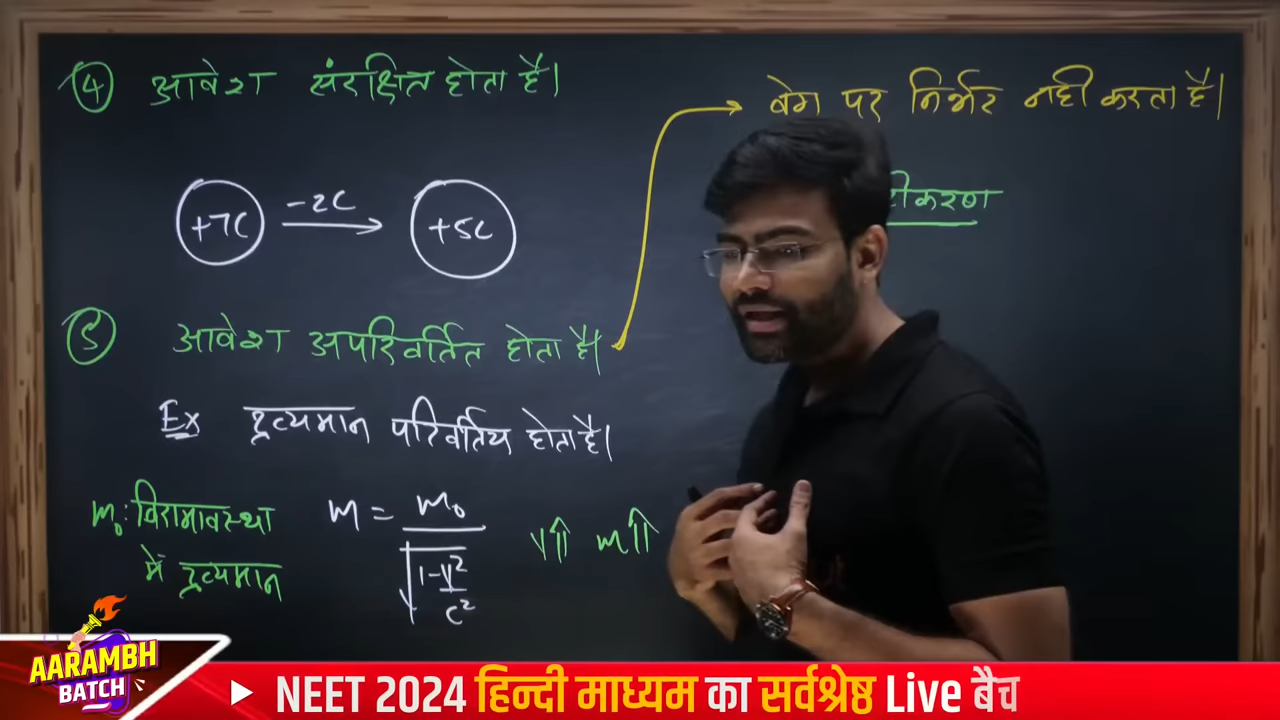 ④ आवेश संरक्षित होता है।
+7C -2C +5C
⑤ आवेश अपरिवर्तित होता है।
वेग पर निर्भर नही करता है।
Ex द्रव्यमान परिवर्तिय होता है।
m₀: विरामावस्था
में द्रव्यमान
m = m₀ / √(1-v²/c²)
v⇑ m⇑
AARAMBH
BATCH
NEET 2024 हिन्दी माध्यम का सर्वश्रेष्ठ Live बैच